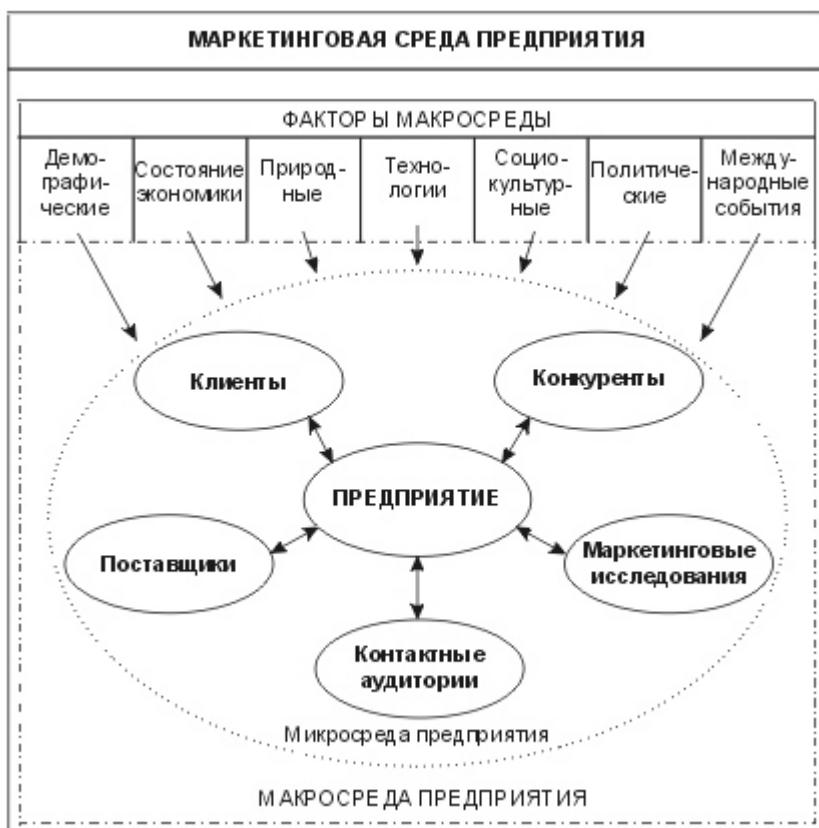 МАРКЕТИНГОВАЯ СРЕДА ПРЕДПРИЯТИЯ
ФАКТОРЫ МАКРОСРЕДЫ
Демо-
графи-
ческие
Состояние
экономики
Природ-
ные
Техно-
логии
Социо-
культур-
ные
Политиче-
ские
Между-
народные
события
Клиенты
Конкуренты
ПРЕДПРИЯТИЕ
Поставщики
Маркетинговые
исследования
Контактные
аудитории
Микросреда предприятия
МАКРОСРЕДА ПРЕДПРИЯТИЯ